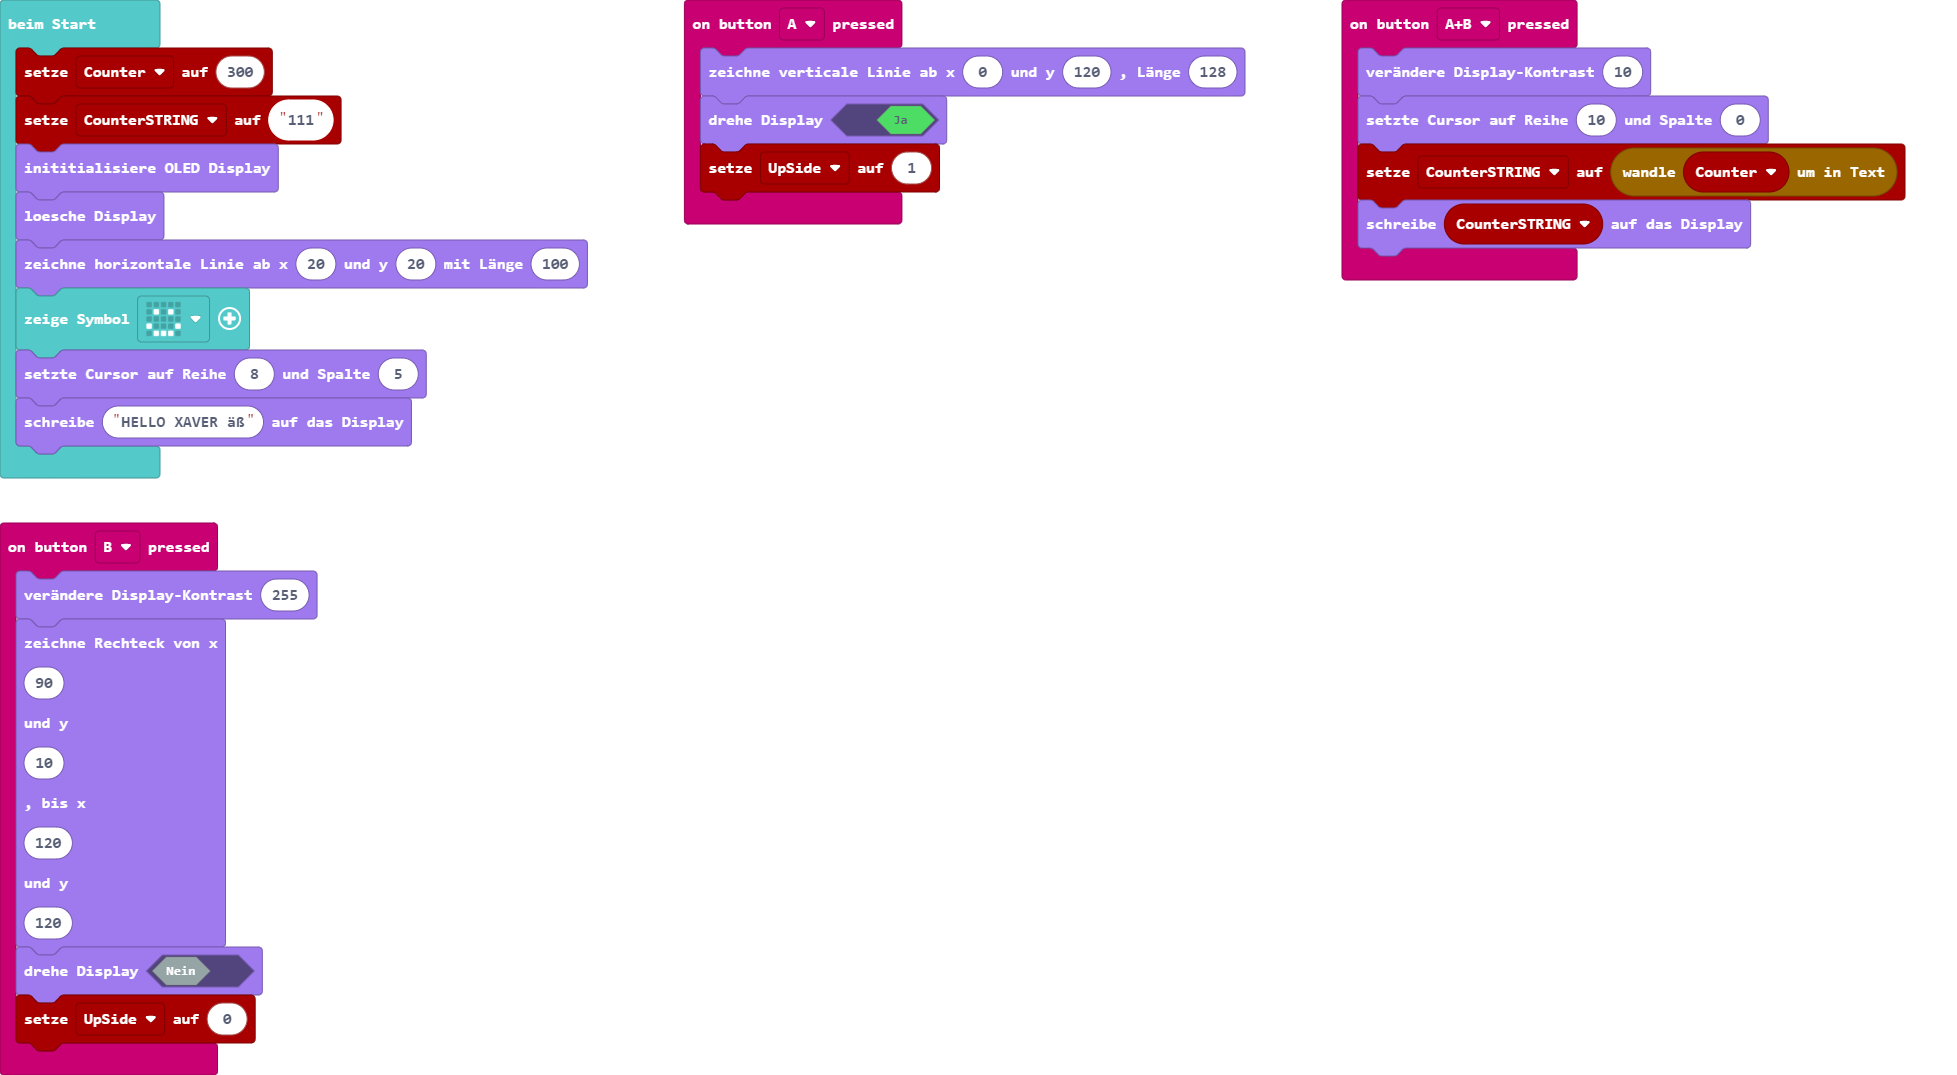 beim Start
setze Counter auf 300
setze CounterSTRING auf "111"
inititialisiere OLED Display
loesche Display
zeichne horizontale Linie ab x 20 und y 20 mit Länge 100
zeige Symbol
setzte Cursor auf Reihe 8 und Spalte 5
schreibe "HELLO XAVER äß" auf das Display
on button A pressed
zeichne verticale Linie ab x 0 und y 120 , Länge 128
drehe Display Ja
setze UpSide auf 1
on button A+B pressed
verändere Display-Kontrast 10
setzte Cursor auf Reihe 10 und Spalte 0
setze CounterSTRING auf wandle Counter um in Text
schreibe CounterSTRING auf das Display
on button B pressed
verändere Display-Kontrast 255
zeichne Rechteck von x
90
und y
10
, bis x
120
und y
120
drehe Display Nein
setze UpSide auf 0